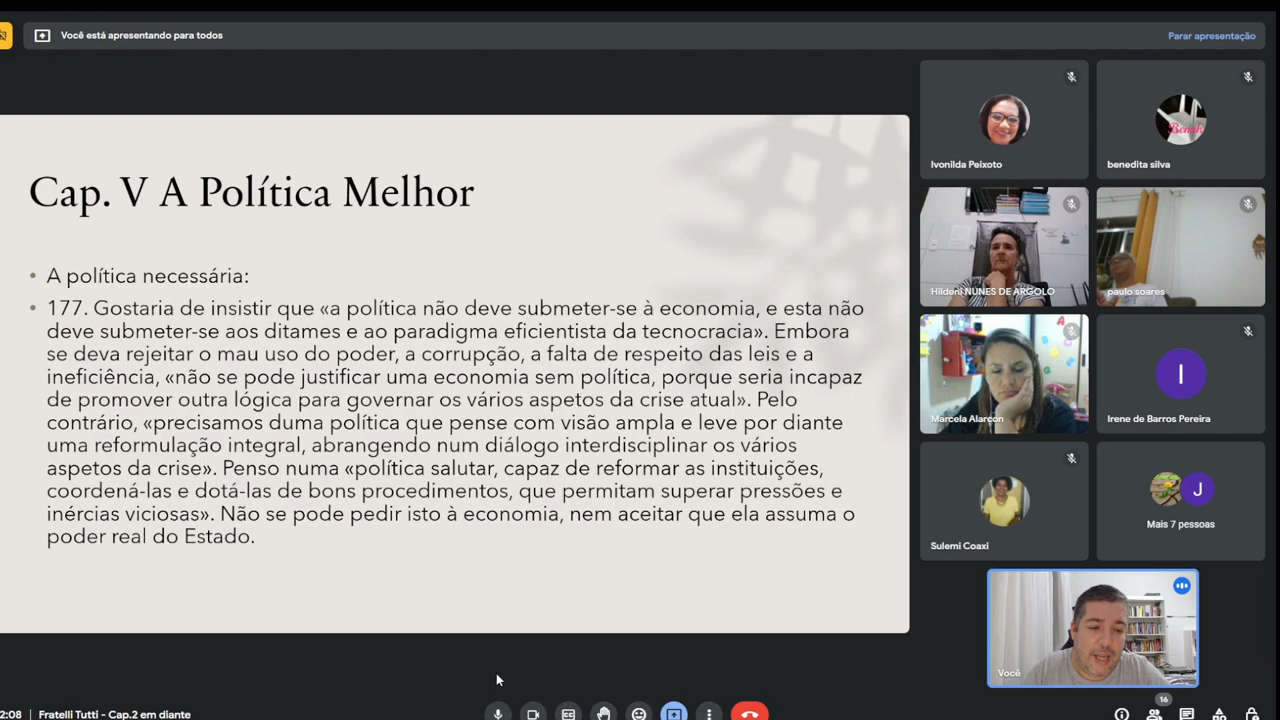 Você está apresentando para todos
Parar apresentação
Cap. V A Política Melhor
• A política necessária:
• 177. Gostaria de insistir que «a política não deve submeter-se à economia, e esta não
deve submeter-se aos ditames e ao paradigma eficientista da tecnocracia». Embora
se deva rejeitar o mau uso do poder, a corrupção, a falta de respeito das leis e a
ineficiência, «não se pode justificar uma economia sem política, porque seria incapaz
de promover outra lógica para governar os vários aspetos da crise atual». Pelo
contrário, «precisamos duma política que pense com visão ampla e leve por diante
uma reformulação integral, abrangendo num diálogo interdisciplinar os vários
aspetos da crise». Penso numa «política salutar, capaz de reformar as instituições,
coordená-las e dotá-las de bons procedimentos, que permitam superar pressões e
inércias viciosas». Não se pode pedir isto à economia, nem aceitar que ela assuma o
poder real do Estado.
Ivonilda Peixoto
benedita silva
Hildeni NUNES DE ARGOLO
paulo soares
Marcela Alarcon
I
Irene de Barros Pereira
Sulemi Coaxi
J
Mais 7 pessoas
Você
16
2:08 | Fratelli Tutti - Cap.2 em diante